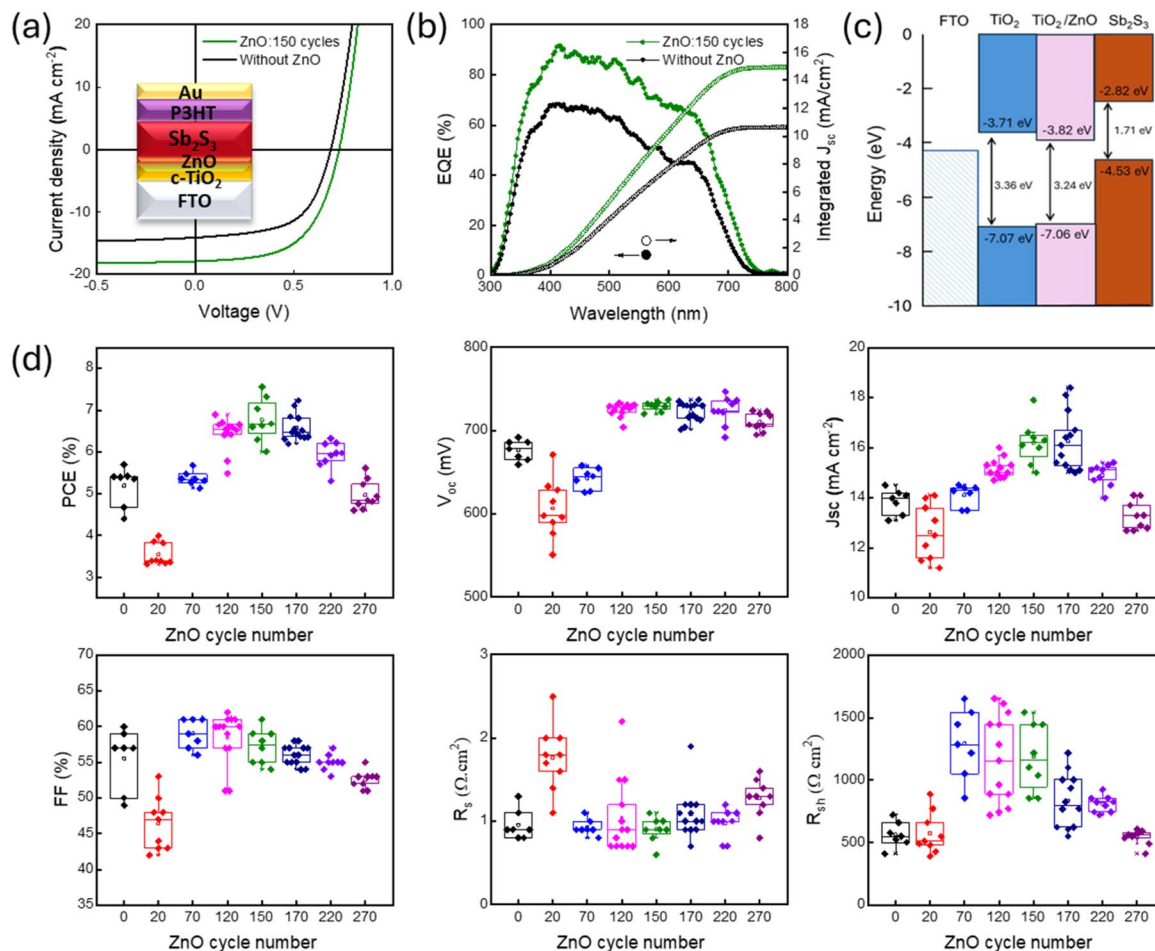 (a)
20
10
0
-10
-20
-0.5
0.0
0.5
1.0
Current density (mA cm⁻²)
Voltage (V)
ZnO:150 cycles
Without ZnO
Au
P3HT
Sb₂S₃
ZnO
c-TiO₂
FTO
(b)
100
80
60
40
20
0
EQE (%)
300 400 500 600 700 800
Wavelength (nm)
18
16
14
12
10
8
6
4
2
0
Integrated Jsc (mA/cm²)
ZnO:150 cycles
Without ZnO
(c)
FTO TiO₂ TiO₂/ZnO Sb₂S₃
0
-2
-4
-6
-8
-10
Energy (eV)
-2.82 eV
-3.71 eV
-3.82 eV
1.71 eV
-4.53 eV
3.36 eV
3.24 eV
-7.07 eV
-7.06 eV
(d)
8
7
6
5
4
3
PCE (%)
0 20 70 120 150 170 220 270
ZnO cycle number
800
700
600
500
Voc (mV)
0 20 70 120 150 170 220 270
ZnO cycle number
20
18
16
14
12
10
Jsc (mA cm⁻²)
0 20 70 120 150 170 220 270
ZnO cycle number
70
65
60
55
50
45
40
35
FF (%)
0 20 70 120 150 170 220 270
ZnO cycle number
3
2
1
0
Rs (Ω.cm²)
0 20 70 120 150 170 220 270
ZnO cycle number
2000
1500
1000
500
0
Rsh (Ω cm²)
0 20 70 120 150 170 220 270
ZnO cycle number